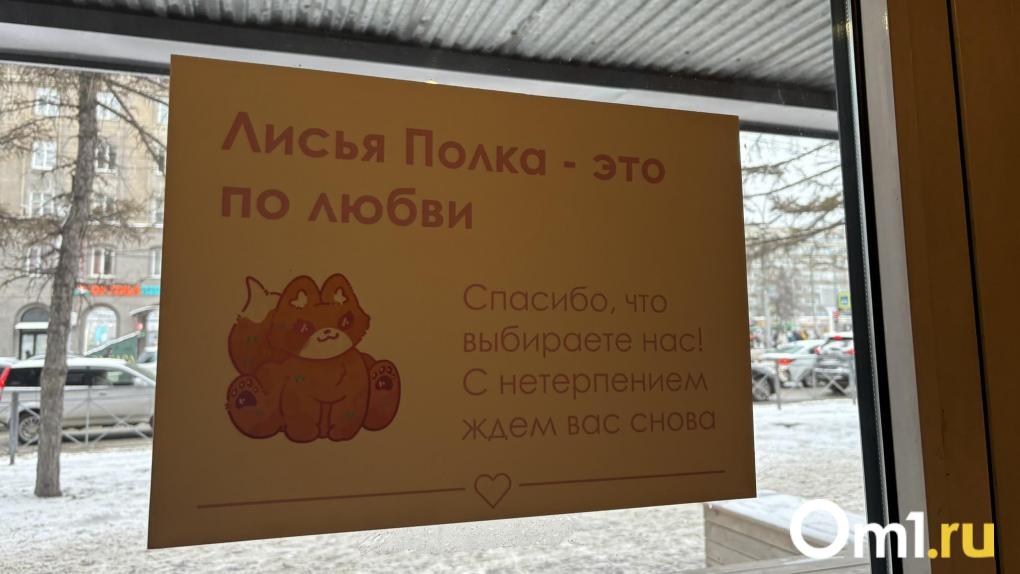 Лисья Полка - это
по любви
Спасибо, что
выбираете нас!
С нетерпением
ждем вас снова
Om1.ru